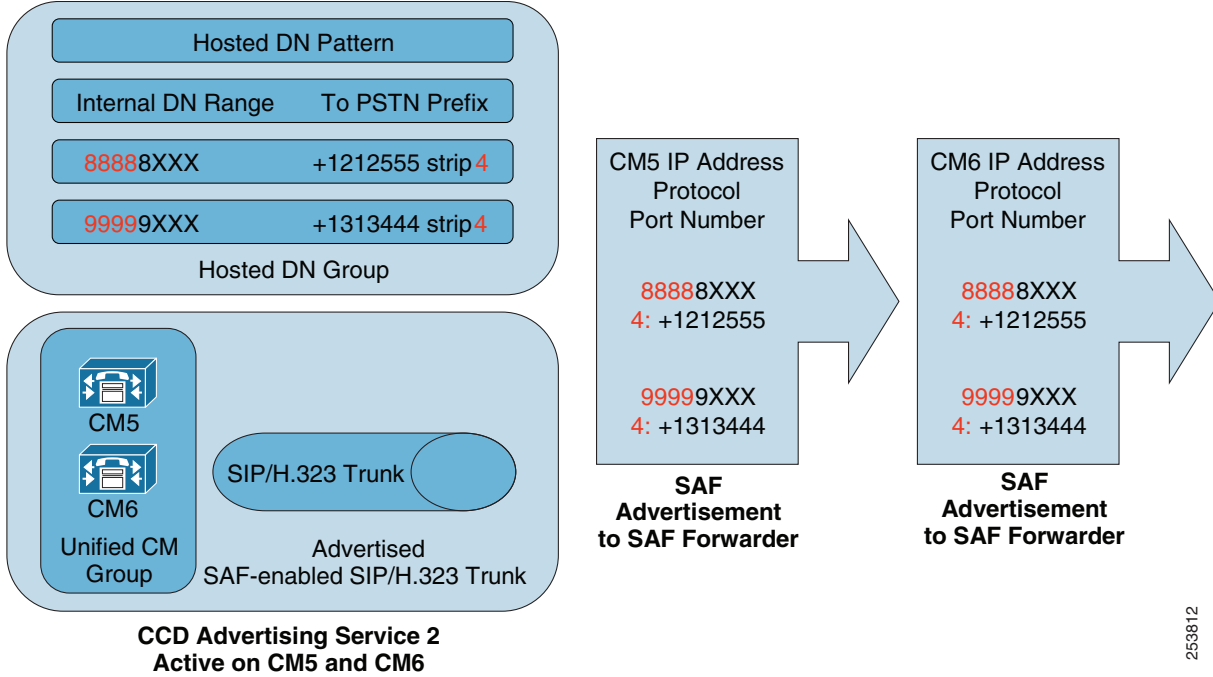 Hosted DN Pattern
Internal DN Range To PSTN Prefix
88888XXX +1212555 strip 4
99999XXX +1313444 strip 4
Hosted DN Group
CM5
CM6
Unified CM
Group
SIP/H.323 Trunk
Advertised
SAF-enabled SIP/H.323 Trunk
CCD Advertising Service 2
Active on CM5 and CM6
CM5 IP Address
Protocol
Port Number
88888XXX
4: +1212555
99999XXX
4: +1313444
SAF
Advertisement
to SAF Forwarder
CM6 IP Address
Protocol
Port Number
88888XXX
4: +1212555
99999XXX
4: +1313444
SAF
Advertisement
to SAF Forwarder
253812